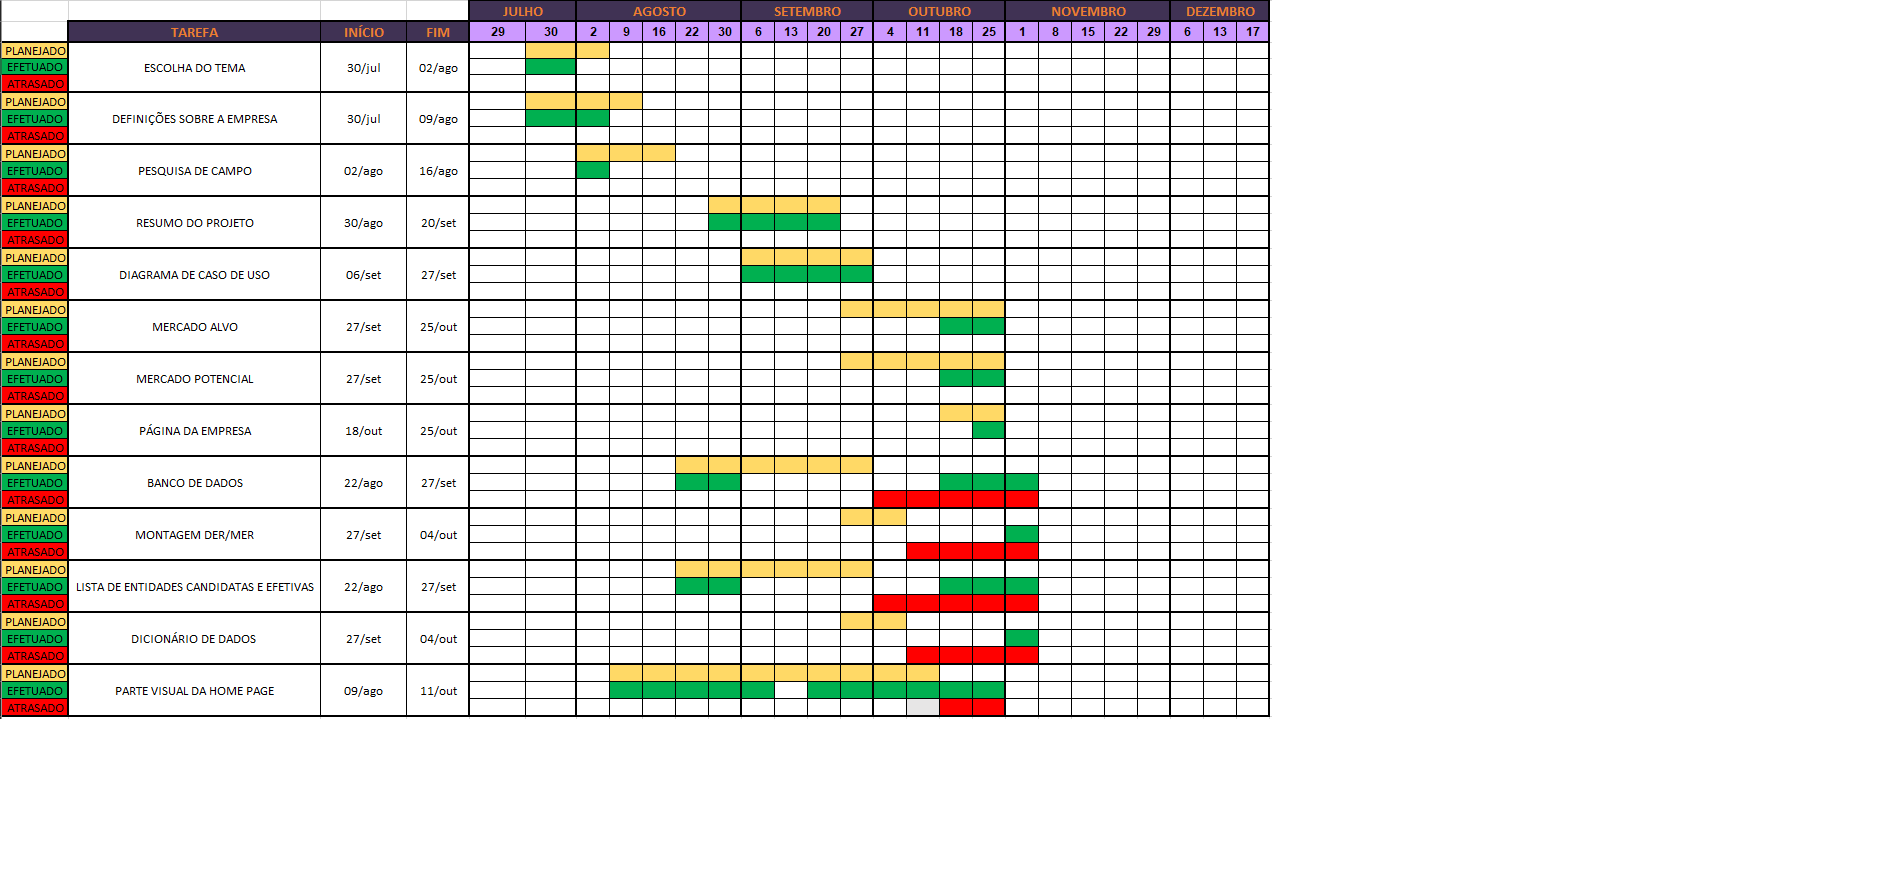 JULHO AGOSTO SETEMBRO OUTUBRO NOVEMBRO DEZEMBRO
TAREFA INÍCIO FIM 29 30 2 9 16 22 30 6 13 20 27 4 11 18 25 1 8 15 22 29 6 13 17
PLANEJADO
EFETUADO ESCOLHA DO TEMA 30/jul 02/ago
ATRASADO
PLANEJADO
EFETUADO DEFINIÇÕES SOBRE A EMPRESA 30/jul 09/ago
ATRASADO
PLANEJADO
EFETUADO PESQUISA DE CAMPO 02/ago 16/ago
ATRASADO
PLANEJADO
EFETUADO RESUMO DO PROJETO 30/ago 20/set
ATRASADO
PLANEJADO
EFETUADO DIAGRAMA DE CASO DE USO 06/set 27/set
ATRASADO
PLANEJADO
EFETUADO MERCADO ALVO 27/set 25/out
ATRASADO
PLANEJADO
EFETUADO MERCADO POTENCIAL 27/set 25/out
ATRASADO
PLANEJADO
EFETUADO PÁGINA DA EMPRESA 18/out 25/out
ATRASADO
PLANEJADO
EFETUADO BANCO DE DADOS 22/ago 27/set
ATRASADO
PLANEJADO
EFETUADO MONTAGEM DER/MER 27/set 04/out
ATRASADO
PLANEJADO
EFETUADO LISTA DE ENTIDADES CANDIDATAS E EFETIVAS 22/ago 27/set
ATRASADO
PLANEJADO
EFETUADO DICIONÁRIO DE DADOS 27/set 04/out
ATRASADO
PLANEJADO
EFETUADO PARTE VISUAL DA HOME PAGE 09/ago 11/out
ATRASADO